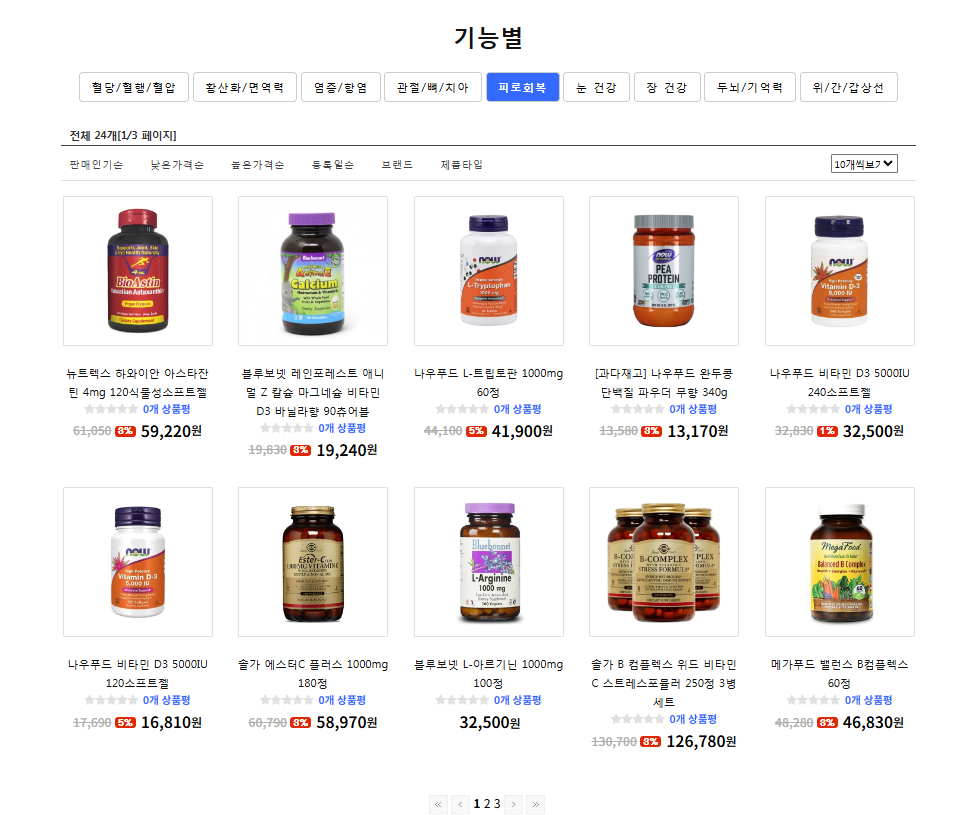 기능별
혈당/혈행/혈압 황산화/면역력 염증/항염 관절/뼈/치아 피로회복 눈 건강 장 건강 두뇌/기억력 위/간/갑상선
전체 24개[1/3 페이지]
판매인기순 낮은가격순 높은가격순 등록일순 브랜드 제품타입 10개씩보기
BioAstin
Hawaiian Astaxanthin
Bluebonnet
Calcium
NOW
L-Tryptophan
1000 mg
NOW
PEA
PROTEIN
NOW
Vitamin D-3
5,000 IU
뉴트렉스 하와이안 아스타잔
틴 4mg 120식물성소프트젤
0개 상품평
61,050 3% 59,220원
블루보넷 레인포레스트 애니
멀 Z 칼슘 마그네슘 비타민
D3 바닐라향 90츄어블
0개 상품평
19,830 3% 19,240원
나우푸드 L-트립토판 1000mg
60정
0개 상품평
44,100 5% 41,900원
[과다재고] 나우푸드 완두콩
단백질 파우더 무향 340g
0개 상품평
13,580 3% 13,170원
나우푸드 비타민 D3 5000IU
240소프트젤
0개 상품평
32,830 1% 32,500원
NOW
Vitamin D-3
5,000 IU
Ester-C
Bluebonnet
L-Arginine
1000 mg
B-COMPLEX
STRESS FORMULA
MegaFood
Balanced B Complex
나우푸드 비타민 D3 5000IU
120소프트젤
0개 상품평
17,690 5% 16,810원
솔가 에스터C 플러스 1000mg
180정
0개 상품평
60,790 3% 58,970원
블루보넷 L-아르기닌 1000mg
100정
0개 상품평
32,500원
솔가 B 컴플렉스 위드 비타민
C 스트레스포뮬러 250정 3병
세트
0개 상품평
130,700 3% 126,780원
메가푸드 밸런스 B컴플렉스
60정
0개 상품평
48,280 3% 46,830원
« ‹ 1 2 3 › »